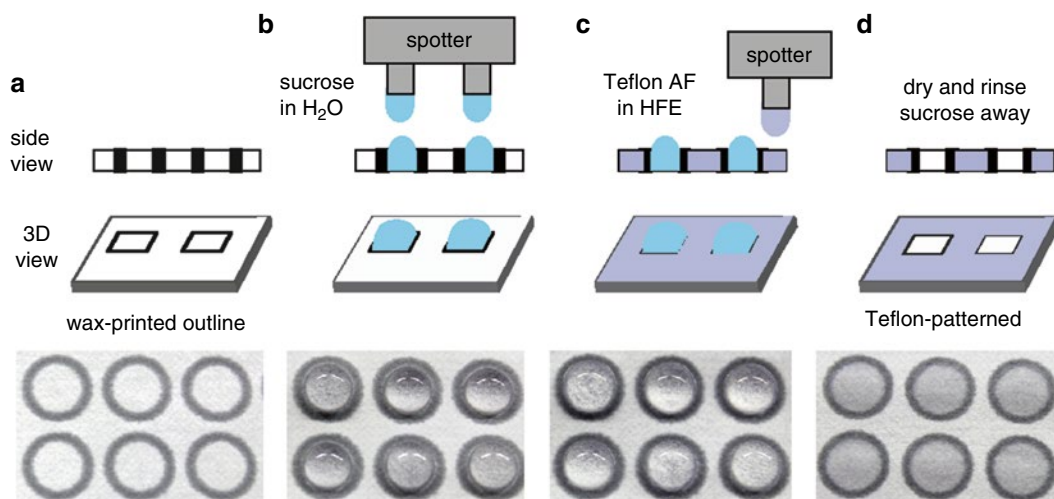 a
side
view
3D
view
wax-printed outline
b
spotter
sucrose
in H₂O
c
spotter
Teflon AF
in HFE
d
dry and rinse
sucrose away
Teflon-patterned